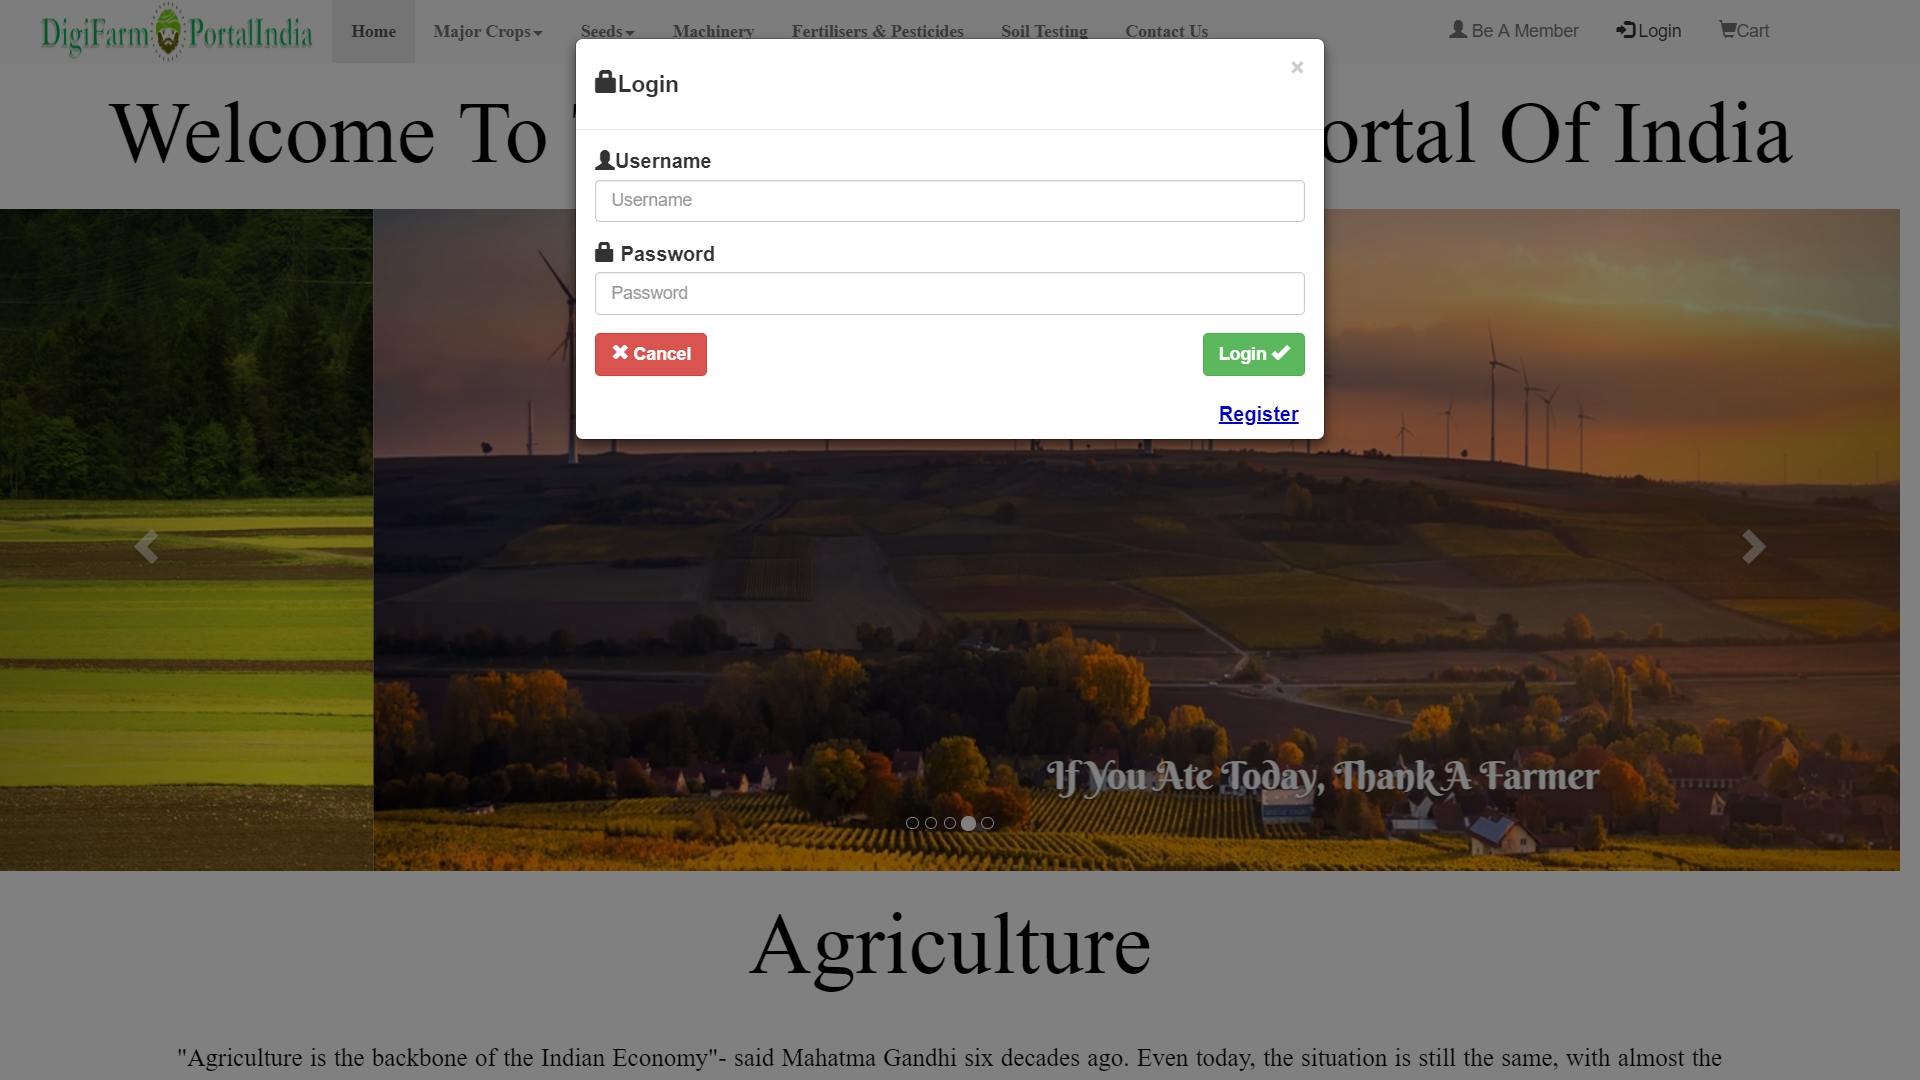 DigiFarm PortalIndia
Home Major Crops Seeds Machinery Fertilisers & Pesticides Soil Testing Contact Us Be A Member Login Cart
Welcome To ortal Of India
×
Login
Username
Username
Password
Password
Cancel Login
Register
If You Ate Today, Thank A Farmer
Agriculture
"Agriculture is the backbone of the Indian Economy"- said Mahatma Gandhi six decades ago. Even today, the situation is still the same, with almost the